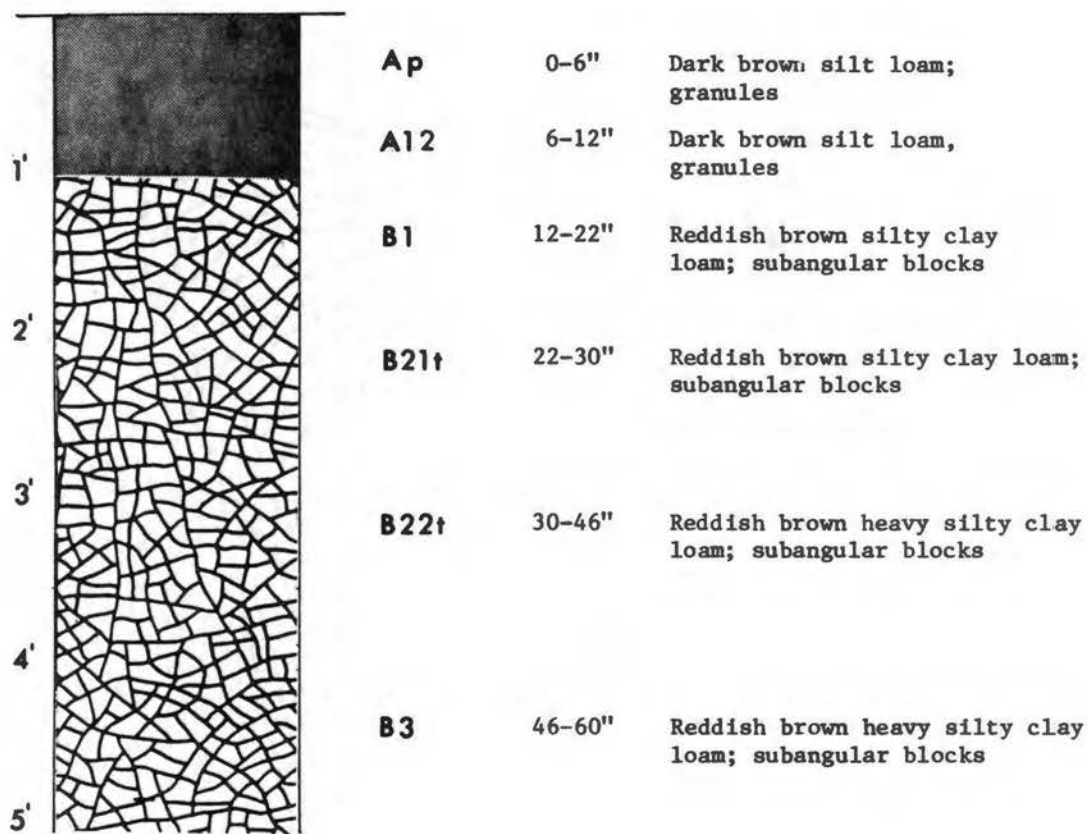 Ap 0-6" Dark brown silt loam;
granules
A12 6-12" Dark brown silt loam,
granules
1'
B1 12-22" Reddish brown silty clay
loam; subangular blocks
2'
B21t 22-30" Reddish brown silty clay loam;
subangular blocks
3'
B22t 30-46" Reddish brown heavy silty clay
loam; subangular blocks
4'
B3 46-60" Reddish brown heavy silty clay
loam; subangular blocks
5'